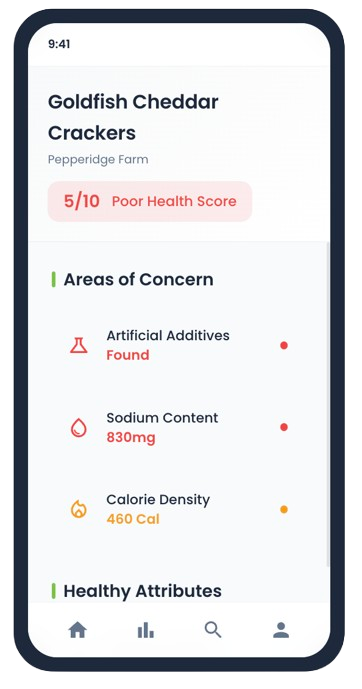 9:41
Goldfish Cheddar
Crackers
Pepperidge Farm
5/10 Poor Health Score
Areas of Concern
Artificial Additives
Found
Sodium Content
830mg
Calorie Density
460 Cal
Healthy Attributes